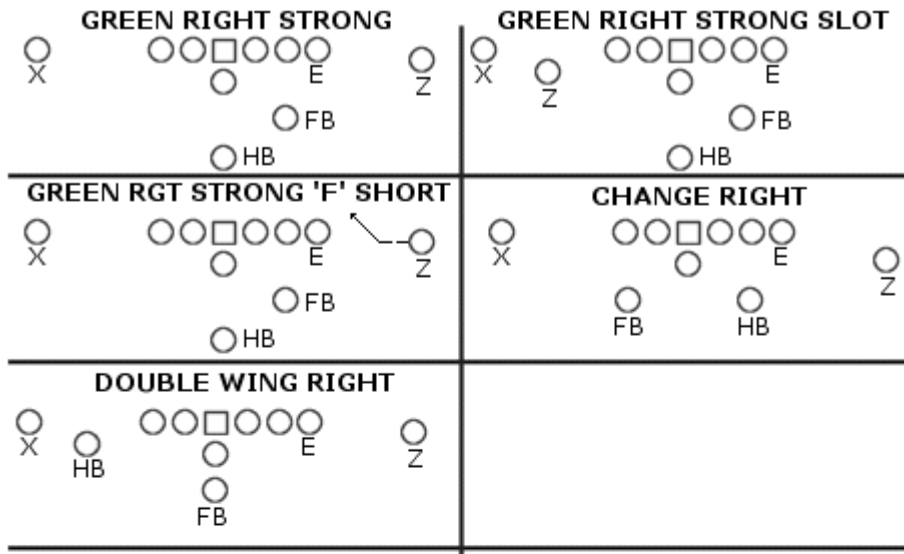 GREEN RIGHT STRONG
X
E
Z
FB
HB
GREEN RIGHT STRONG SLOT
X
Z
E
FB
HB
GREEN RGT STRONG 'F' SHORT
X
E
Z
FB
HB
CHANGE RIGHT
X
E
Z
FB
HB
DOUBLE WING RIGHT
X
HB
E
Z
FB